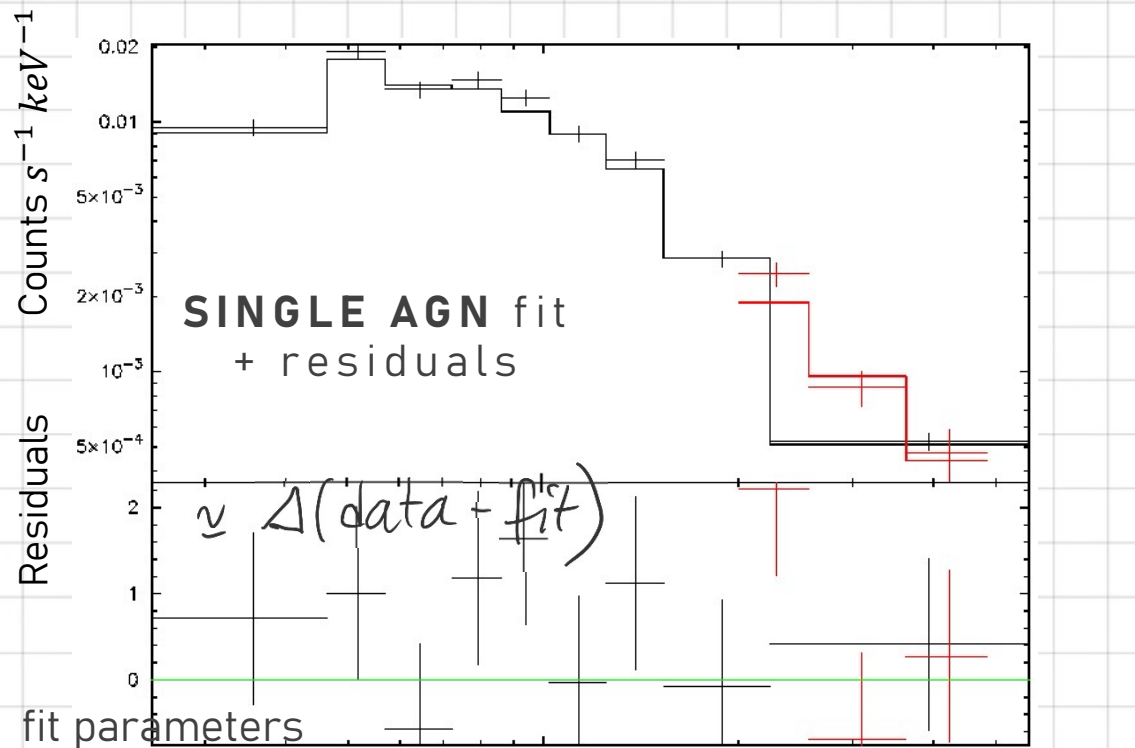 Counts s⁻¹ keV⁻¹
0.02
0.01
5×10⁻³
2×10⁻³
10⁻³
5×10⁻⁴
SINGLE AGN fit
+ residuals
Residuals
≃ Δ(data - fit)
2
1
0
fit parameters